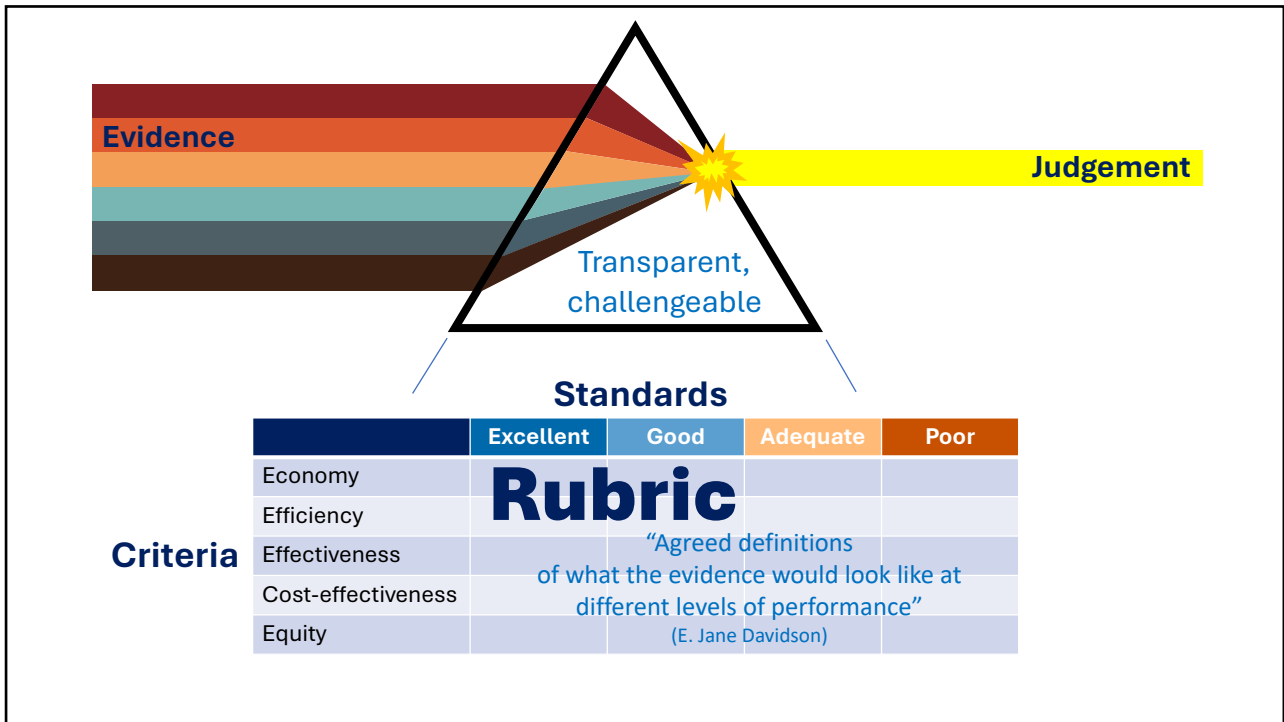 Evidence
Judgement
Transparent,
challengeable
Standards
Excellent Good Adequate Poor
Economy
Rubric
Efficiency
Criteria
Effectiveness
“Agreed definitions
of what the evidence would look like at
Cost-effectiveness
different levels of performance”
Equity
(E. Jane Davidson)